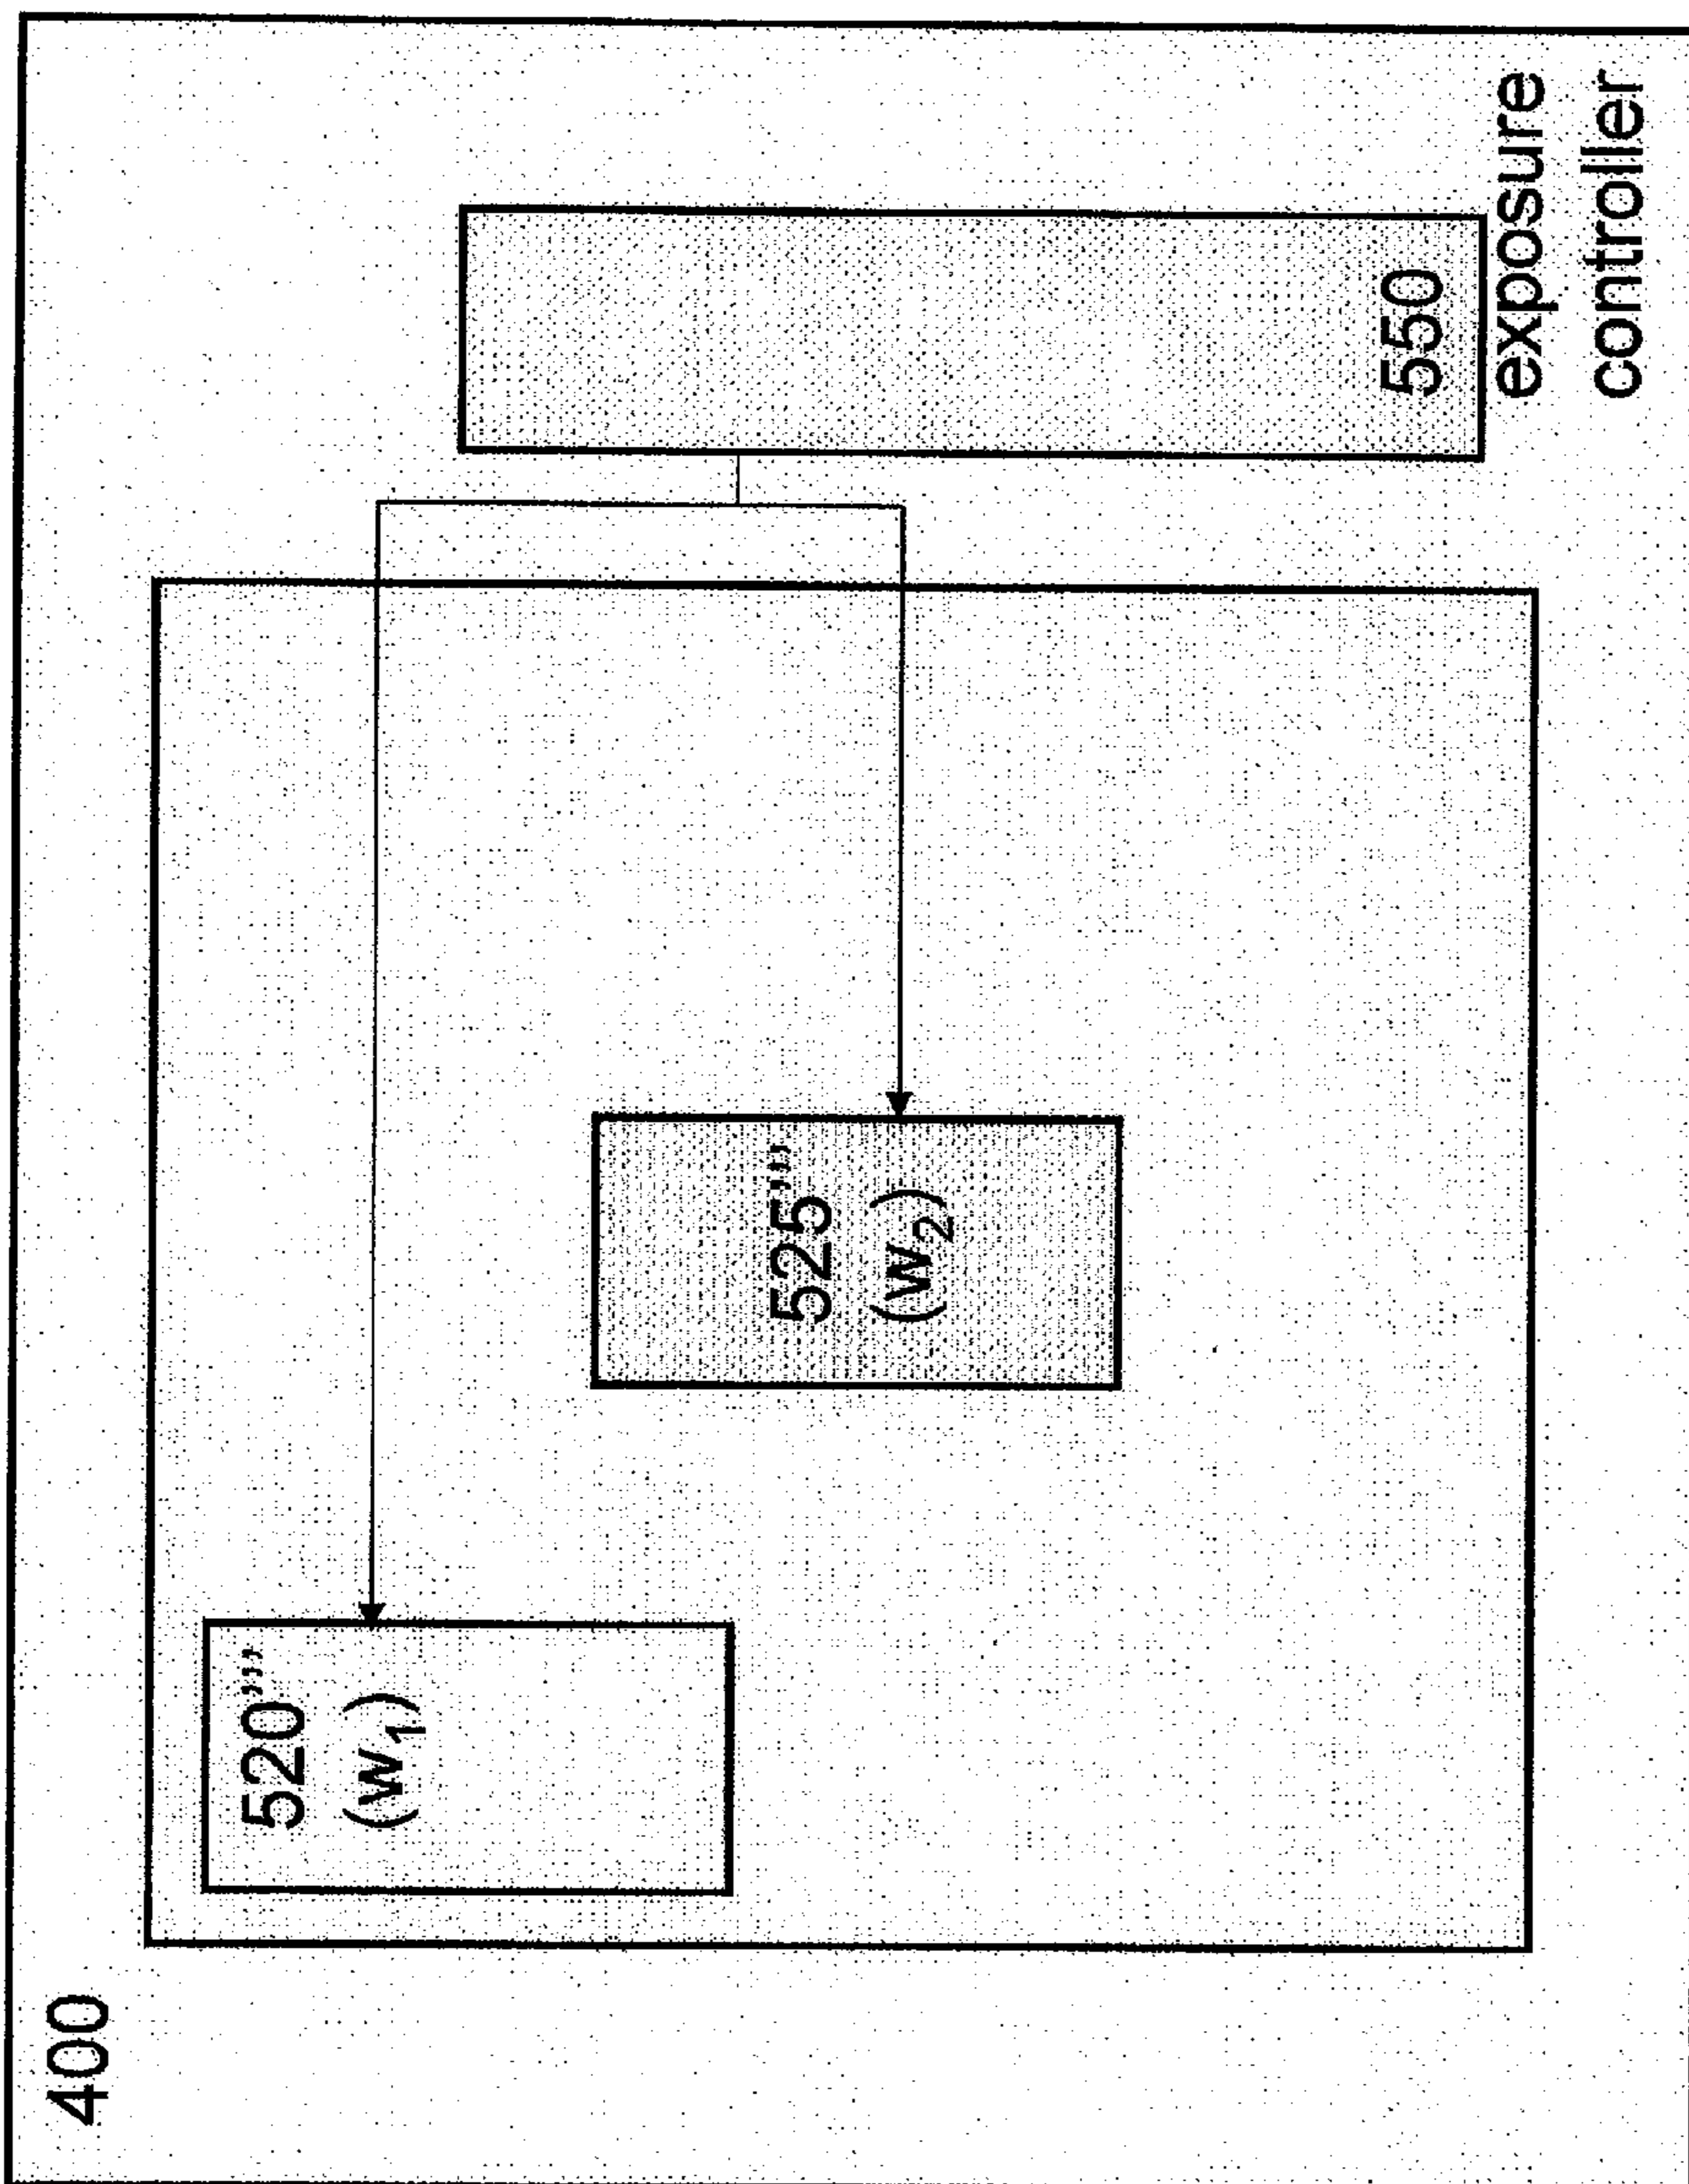 400
520’’’
(w₁)
525’’’
(w₂)
550
exposure
controller